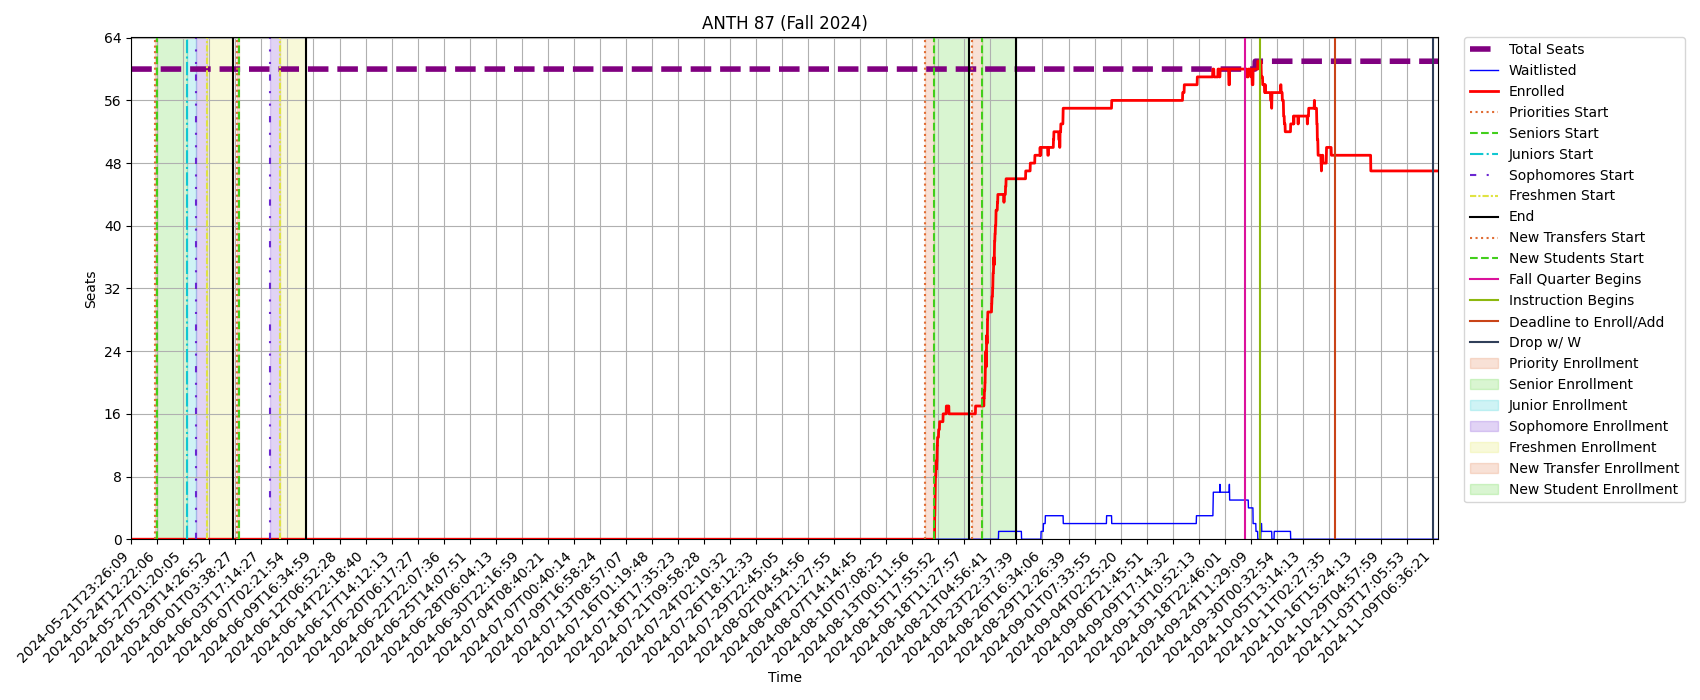 ANTH 87 (Fall 2024)
Seats
64
56
48
40
32
24
16
8
0
2024-05-21T23:26:09
2024-05-24T12:22:06
2024-05-27T01:20:05
2024-05-29T14:26:52
2024-06-01T03:38:27
2024-06-03T17:14:27
2024-06-07T02:21:54
2024-06-09T16:34:59
2024-06-12T06:52:28
2024-06-14T22:18:40
2024-06-17T14:12:13
2024-06-20T06:17:27
2024-06-22T22:07:36
2024-06-25T14:07:51
2024-06-28T06:04:13
2024-06-30T22:16:59
2024-07-04T08:40:21
2024-07-07T00:40:14
2024-07-09T16:58:24
2024-07-13T08:57:07
2024-07-16T01:19:48
2024-07-18T17:35:23
2024-07-21T09:58:28
2024-07-24T02:10:32
2024-07-26T18:12:33
2024-07-29T22:45:05
2024-08-02T04:54:56
2024-08-04T21:27:55
2024-08-07T14:14:45
2024-08-10T07:08:25
2024-08-13T00:11:56
2024-08-15T17:55:52
2024-08-18T11:27:57
2024-08-21T04:56:41
2024-08-23T22:37:39
2024-08-26T16:34:06
2024-08-29T12:26:39
2024-09-01T07:33:55
2024-09-04T02:25:20
2024-09-06T21:45:51
2024-09-09T17:14:32
2024-09-13T10:52:13
2024-09-18T22:46:01
2024-09-24T11:29:09
2024-09-30T00:32:54
2024-10-05T13:14:13
2024-10-11T02:27:35
2024-10-16T15:24:13
2024-10-29T04:57:59
2024-11-03T17:05:53
2024-11-09T06:36:21
Time
Total Seats
Waitlisted
Enrolled
Priorities Start
Seniors Start
Juniors Start
Sophomores Start
Freshmen Start
End
New Transfers Start
New Students Start
Fall Quarter Begins
Instruction Begins
Deadline to Enroll/Add
Drop w/ W
Priority Enrollment
Senior Enrollment
Junior Enrollment
Sophomore Enrollment
Freshmen Enrollment
New Transfer Enrollment
New Student Enrollment